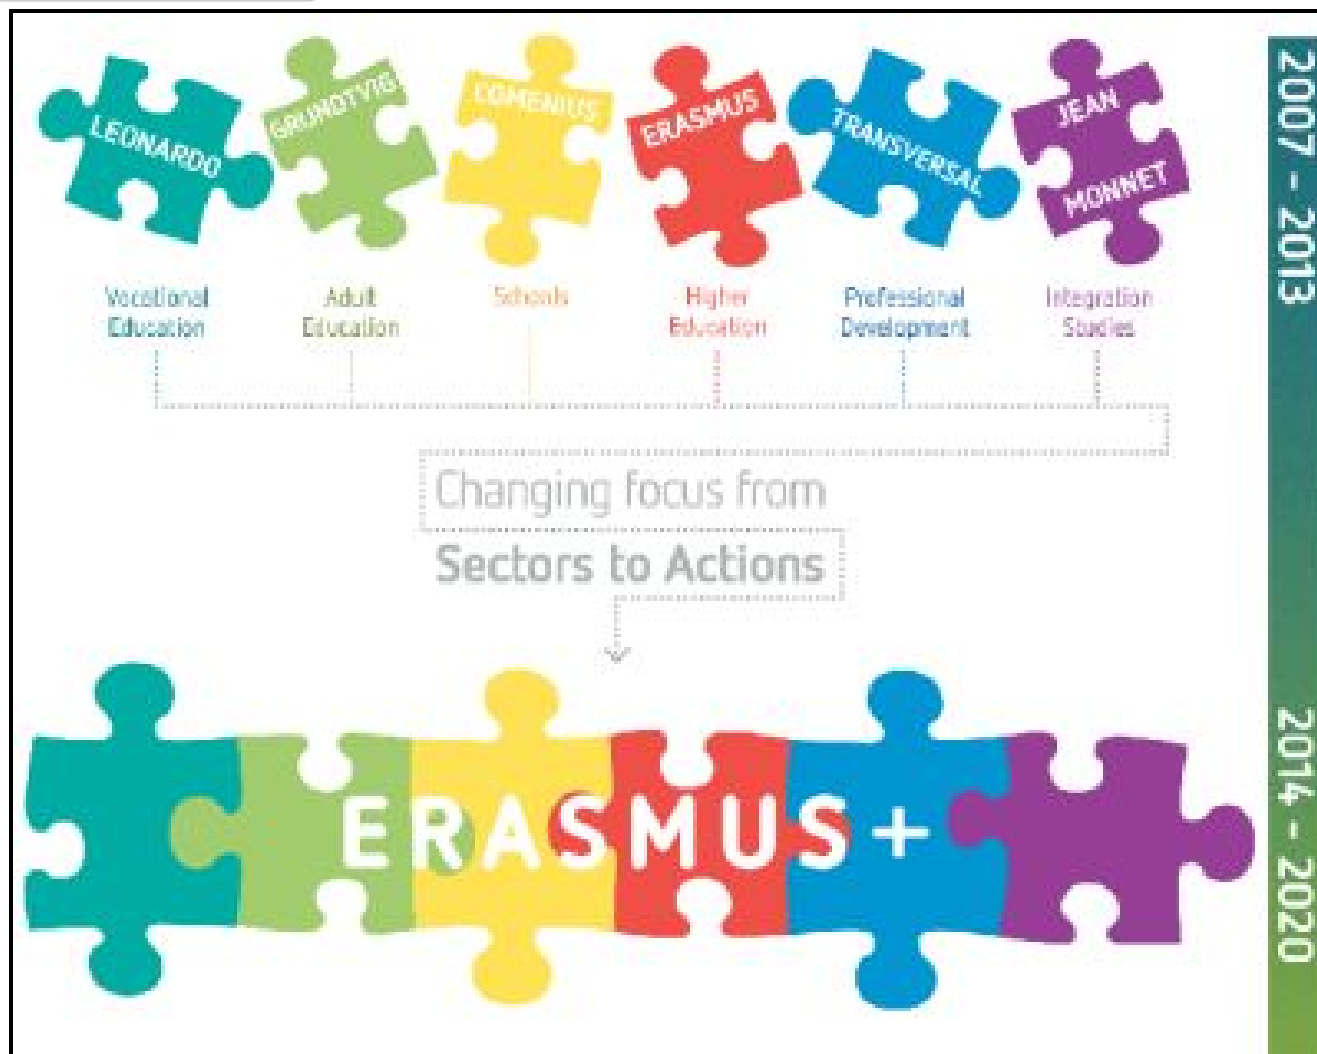 LEONARDO
GRUNDTVIG
COMENIUS
ERASMUS
TRANSVERSAL
JEAN
MONNET
Vocational
Education
Adult
Education
Schools
Higher
Education
Professional
Development
Integration
Studies
Changing focus from
Sectors to Actions
ERASMUS+
2007 - 2013
2014 - 2020